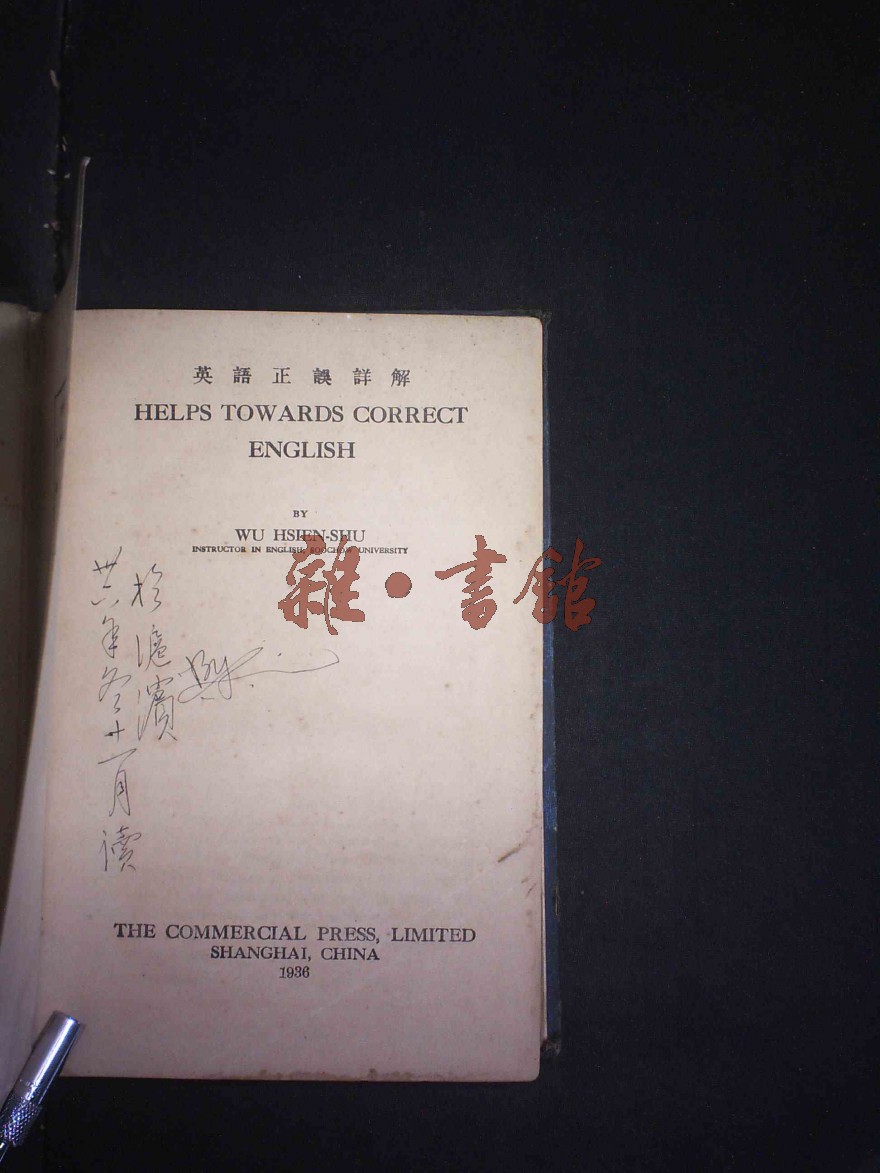 英語正誤詳解
HELPS TOWARDS CORRECT
ENGLISH
BY
WU HSIEN-SHU
INSTRUCTOR IN ENGLISH, SOOCHOW UNIVERSITY
雜·書館
於滬濱
廿六年冬十一月讀
THE COMMERCIAL PRESS, LIMITED
SHANGHAI, CHINA
1936